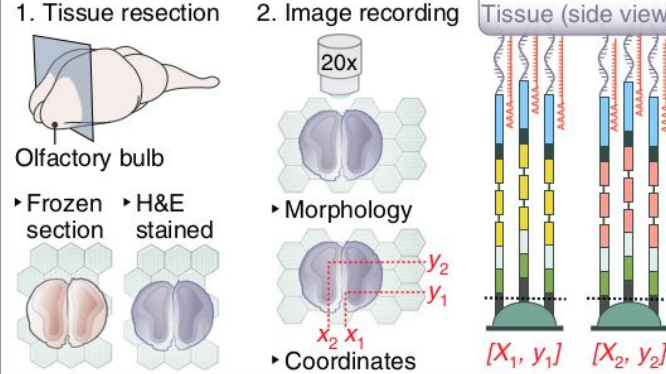 1. Tissue resection
Olfactory bulb
‣ Frozen section
‣ H&E stained
2. Image recording
20x
‣ Morphology
y2
y1
x2 x1
‣ Coordinates
Tissue (side view
AAAA AAAA AAAA AAAA AAAA
[X1, y1] [X2, y2]